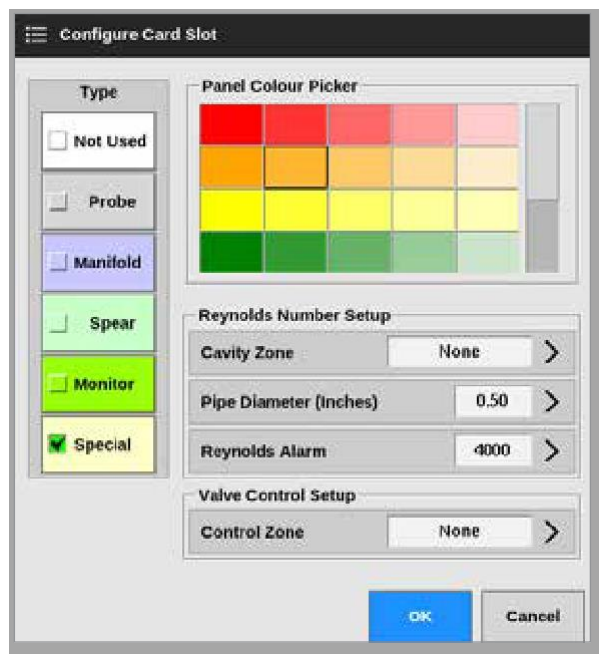 Configure Card Slot
Type
Panel Colour Picker
Not Used
Probe
Manifold
Spear
Monitor
Special
Reynolds Number Setup
Cavity Zone None
Pipe Diameter (Inches) 0.50
Reynolds Alarm 4000
Valve Control Setup
Control Zone None
OK Cancel